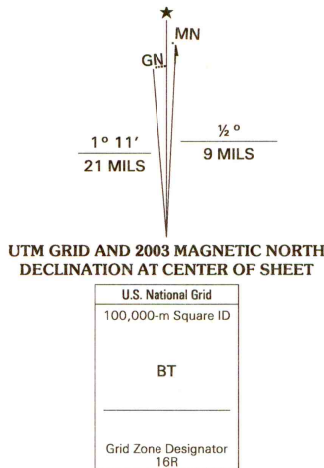 ★
MN
GN
1° 11′
21 MILS
½ °
9 MILS
UTM GRID AND 2003 MAGNETIC NORTH
DECLINATION AT CENTER OF SHEET
U.S. National Grid
100,000-m Square ID
BT
Grid Zone Designator
16R